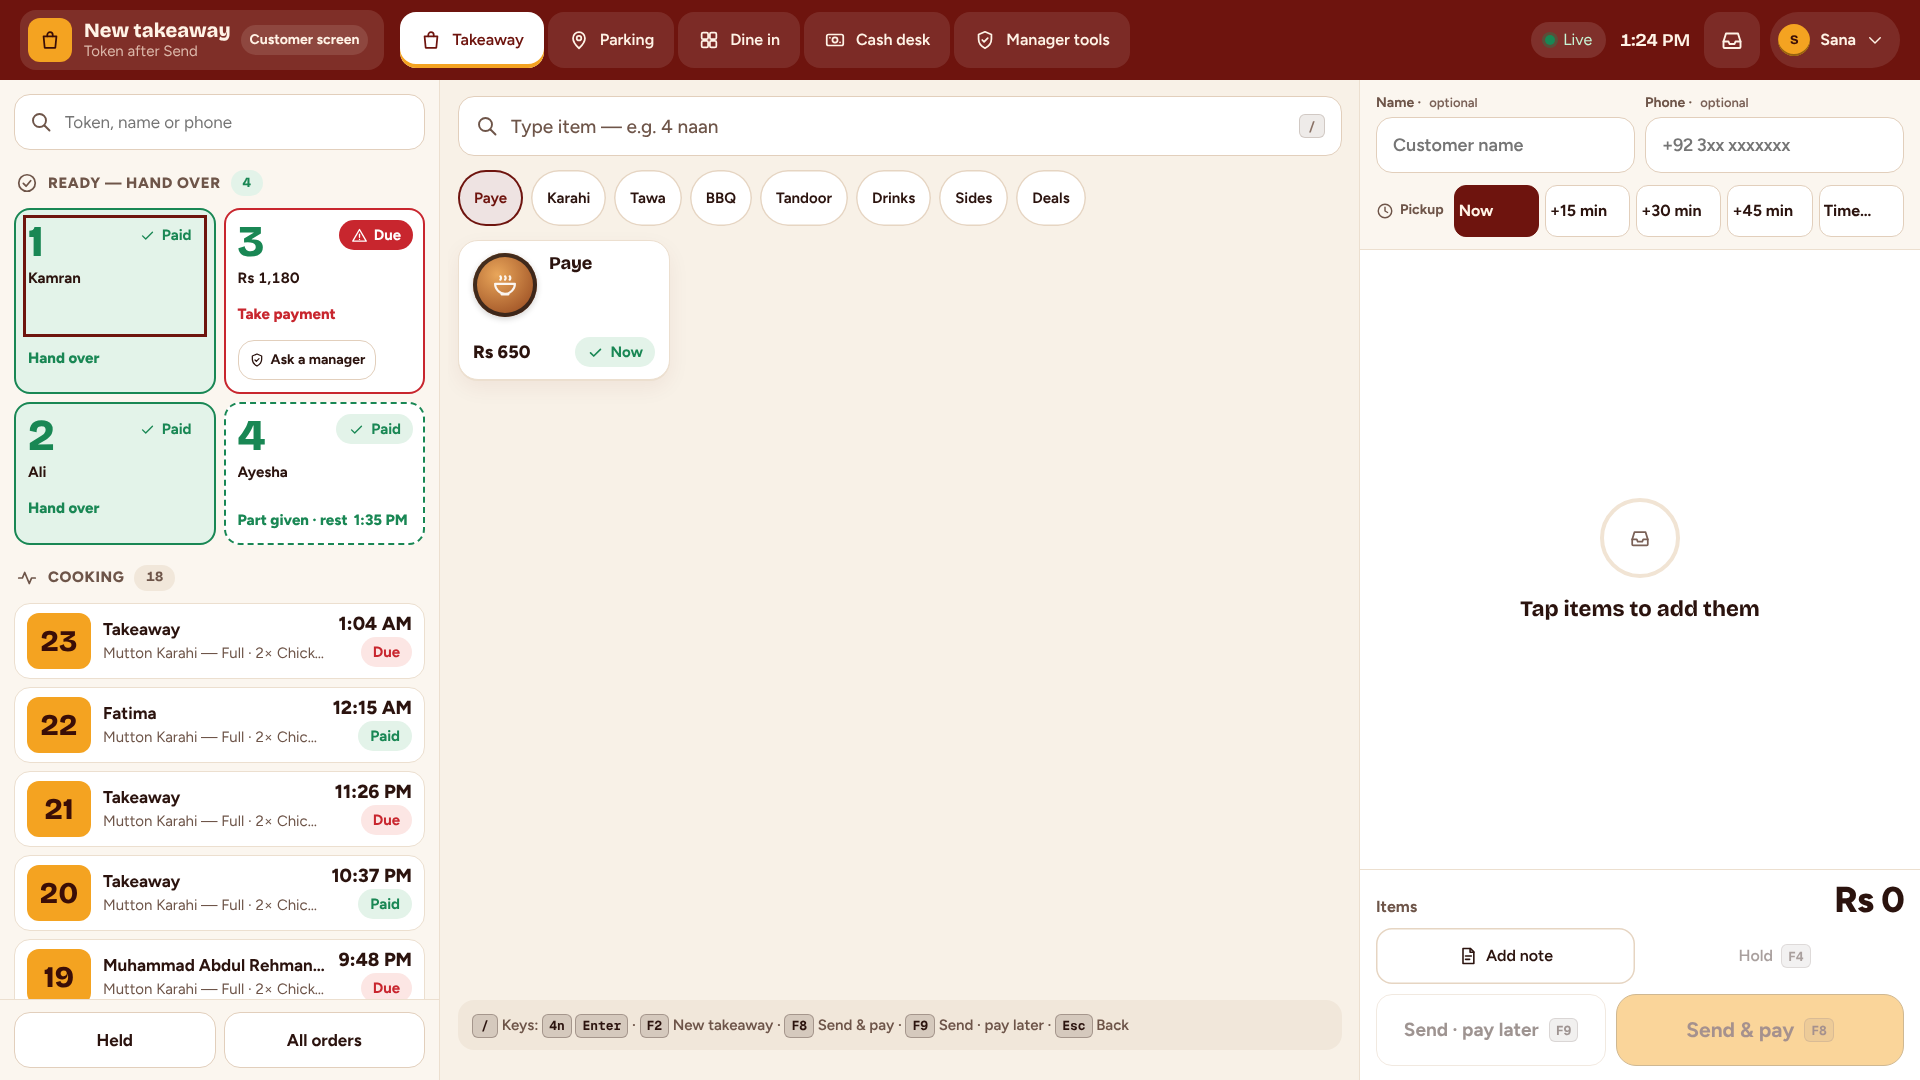 New takeaway
Token after Send
Customer screen
Takeaway
Parking
Dine in
Cash desk
Manager tools
Live
1:24 PM
S
Sana
Token, name or phone
READY — HAND OVER 4
1
Paid
Kamran
Hand over
3
Due
Rs 1,180
Take payment
Ask a manager
2
Paid
Ali
Hand over
4
Paid
Ayesha
Part given · rest 1:35 PM
COOKING 18
23
Takeaway
1:04 AM
Mutton Karahi — Full · 2× Chick...
Due
22
Fatima
12:15 AM
Mutton Karahi — Full · 2× Chic...
Paid
21
Takeaway
11:26 PM
Mutton Karahi — Full · 2× Chic...
Due
20
Takeaway
10:37 PM
Mutton Karahi — Full · 2× Chic...
Paid
19
Muhammad Abdul Rehman...
9:48 PM
Mutton Karahi — Full · 2× Chick...
Due
Held
All orders
Type item — e.g. 4 naan
/
Paye
Karahi
Tawa
BBQ
Tandoor
Drinks
Sides
Deals
Paye
Rs 650
Now
/ Keys: 4n Enter · F2 New takeaway · F8 Send & pay · F9 Send · pay later · Esc Back
Name · optional
Phone · optional
Customer name
+92 3xx xxxxxxx
Pickup
Now
+15 min
+30 min
+45 min
Time...
Tap items to add them
Items
Rs 0
Add note
Hold F4
Send · pay later F9
Send & pay F8